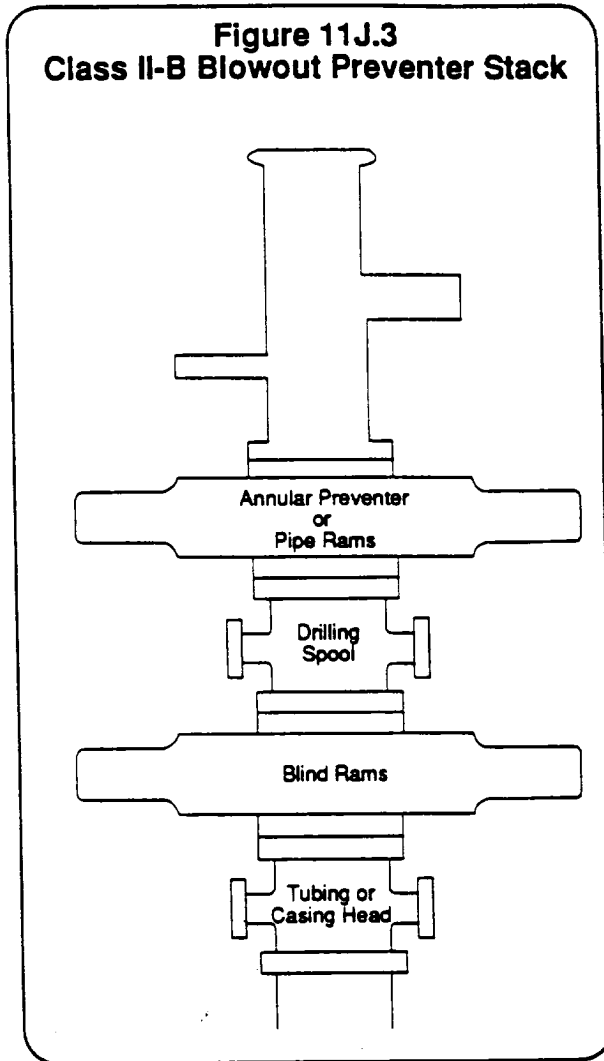 Figure 11J.3
Class II-B Blowout Preventer Stack
Annular Preventer
or
Pipe Rams
Drilling
Spool
Blind Rams
Tubing or
Casing Head